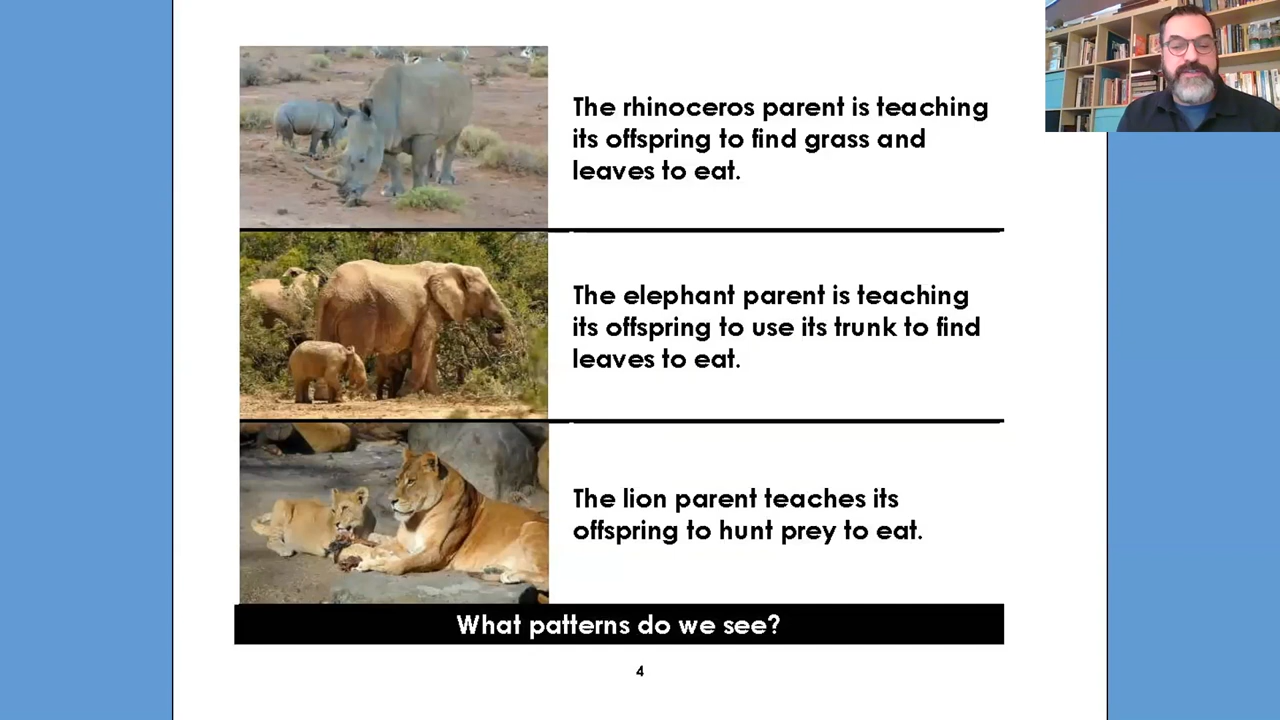 The rhinoceros parent is teaching
its offspring to find grass and
leaves to eat.
The elephant parent is teaching
its offspring to use its trunk to find
leaves to eat.
The lion parent teaches its
offspring to hunt prey to eat.
What patterns do we see?
4